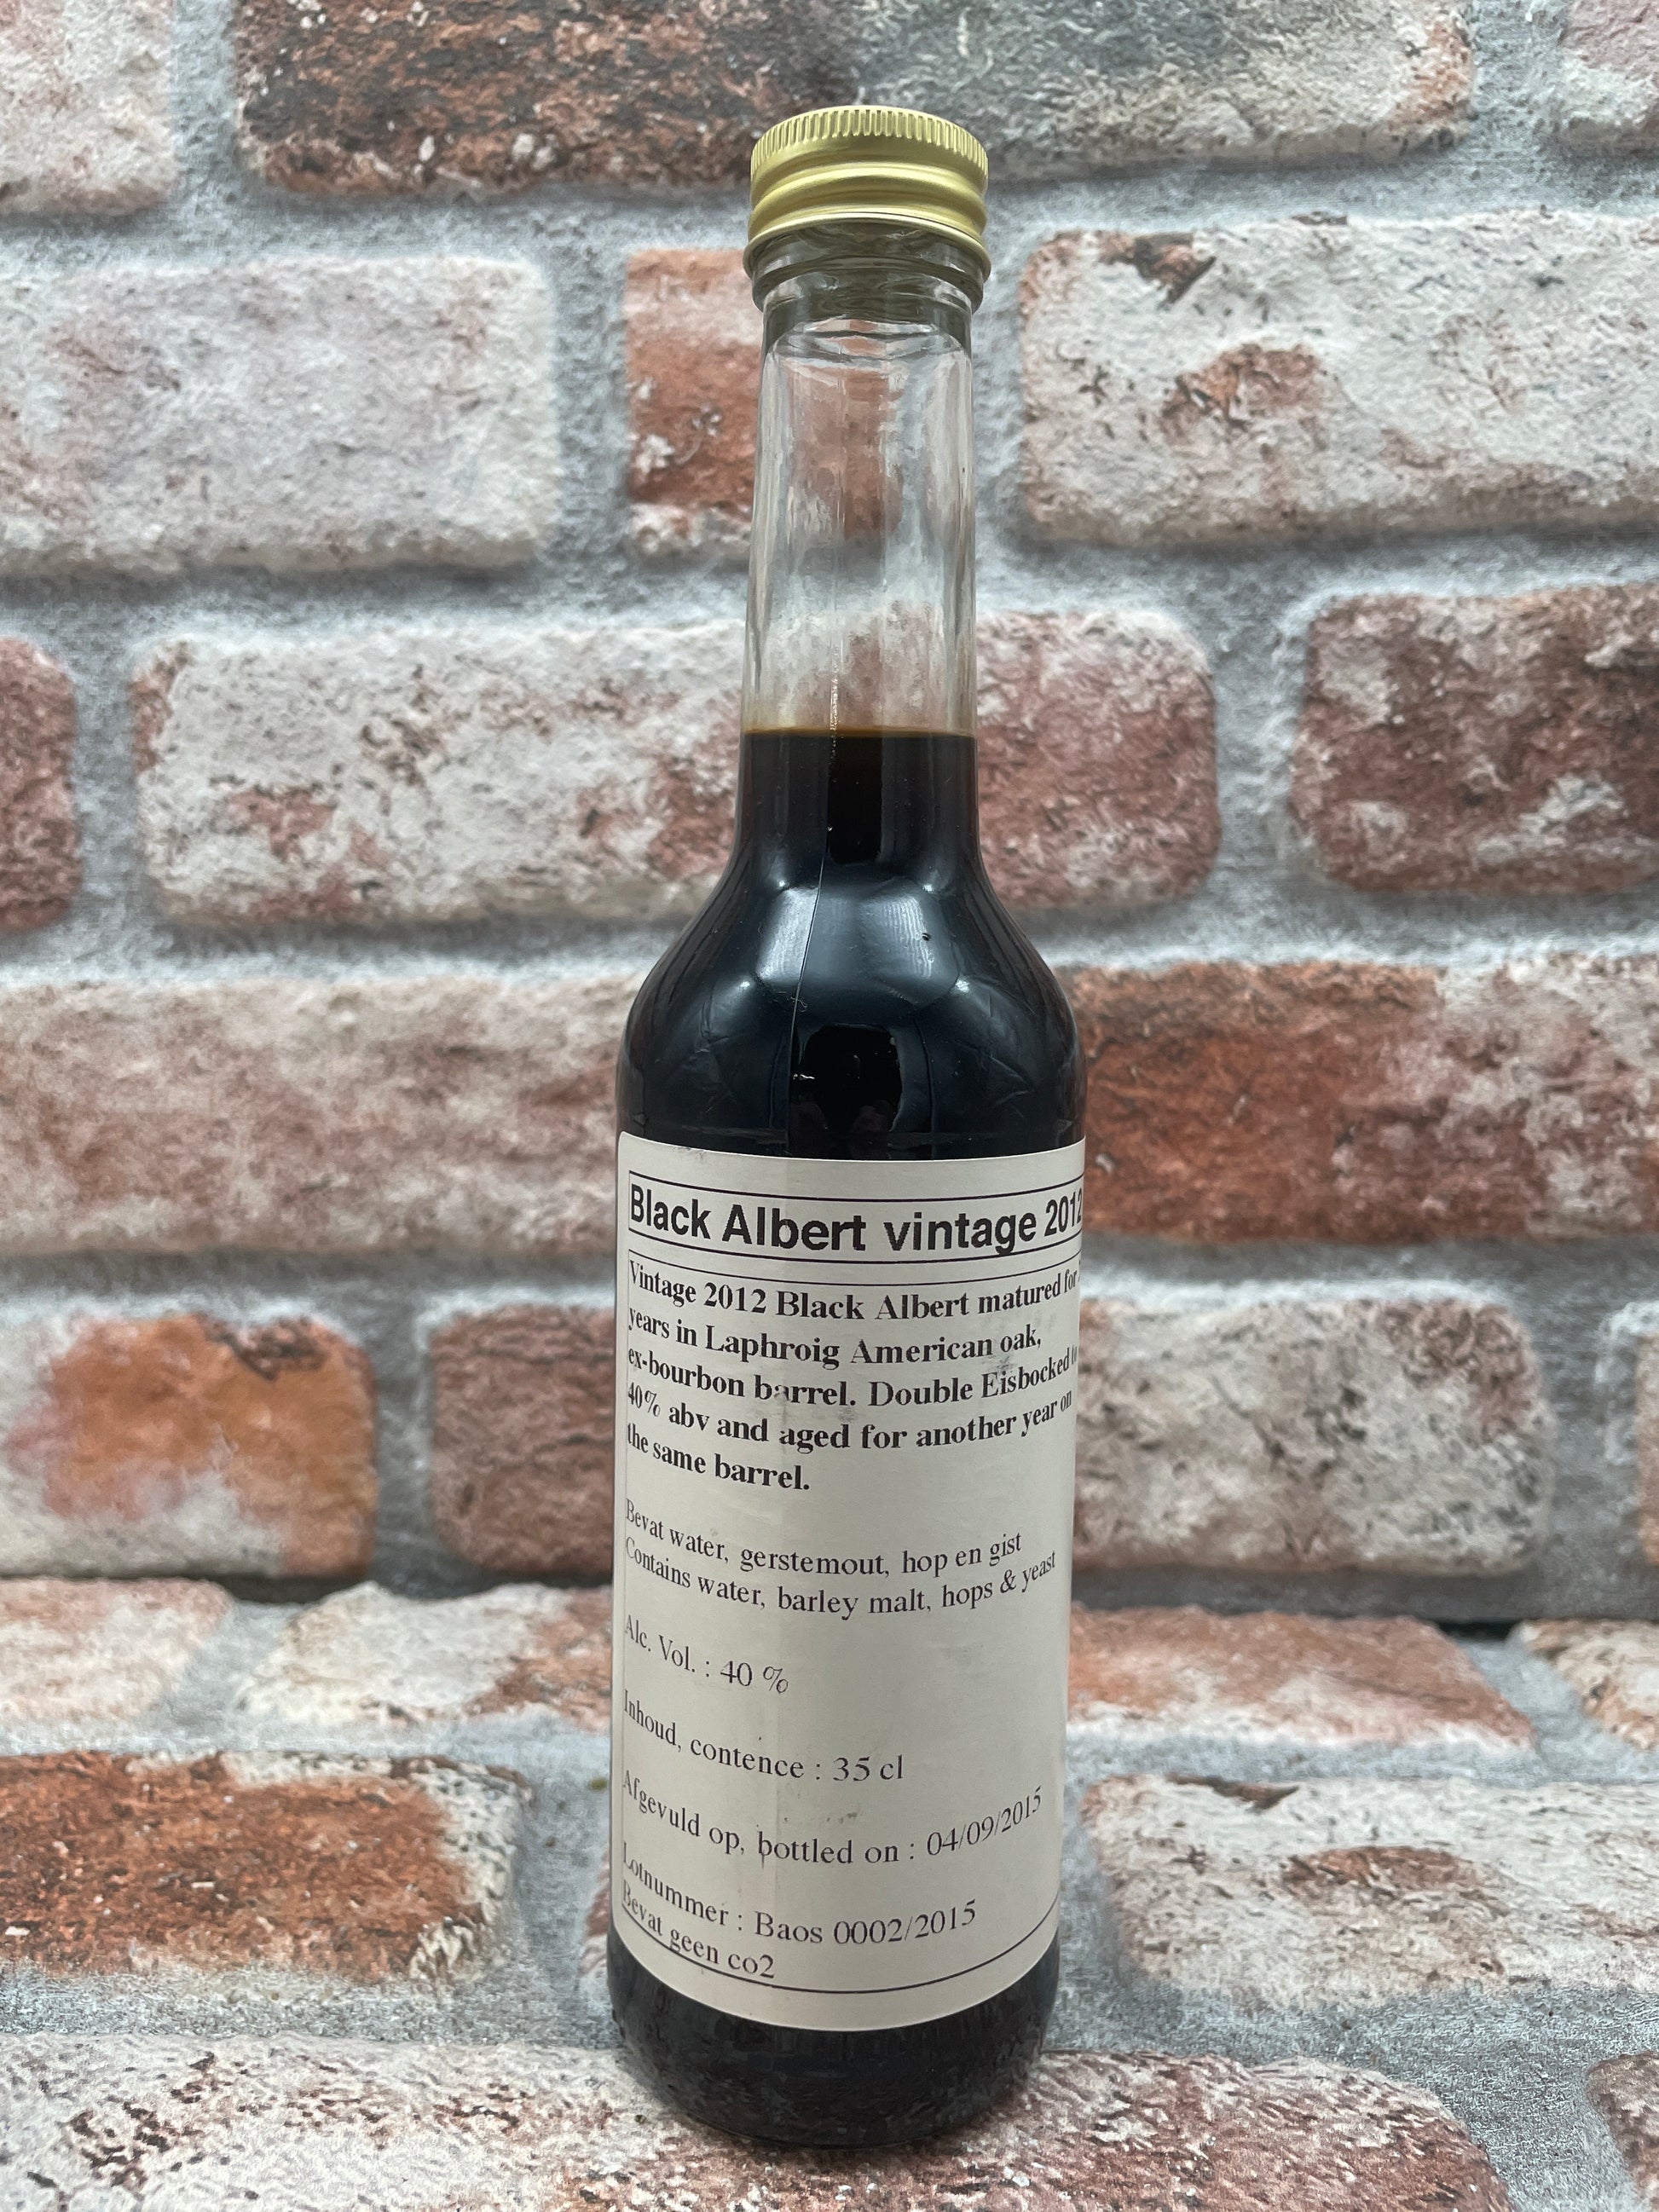 Black Albert vintage 2012
Vintage 2012 Black Albert matured for
years in Laphroig American oak,
ex-bourbon barrel. Double Eisbocked to
40% abv and aged for another year on
the same barrel.
Bevat water, gerstemout, hop en gist
Contains water, barley malt, hops & yeast
Alc. Vol. : 40 %
Inhoud, contence : 35 cl
Afgevuld op, bottled on : 04/09/2015
Lotnummer : Baos 0002/2015
Bevat geen co2